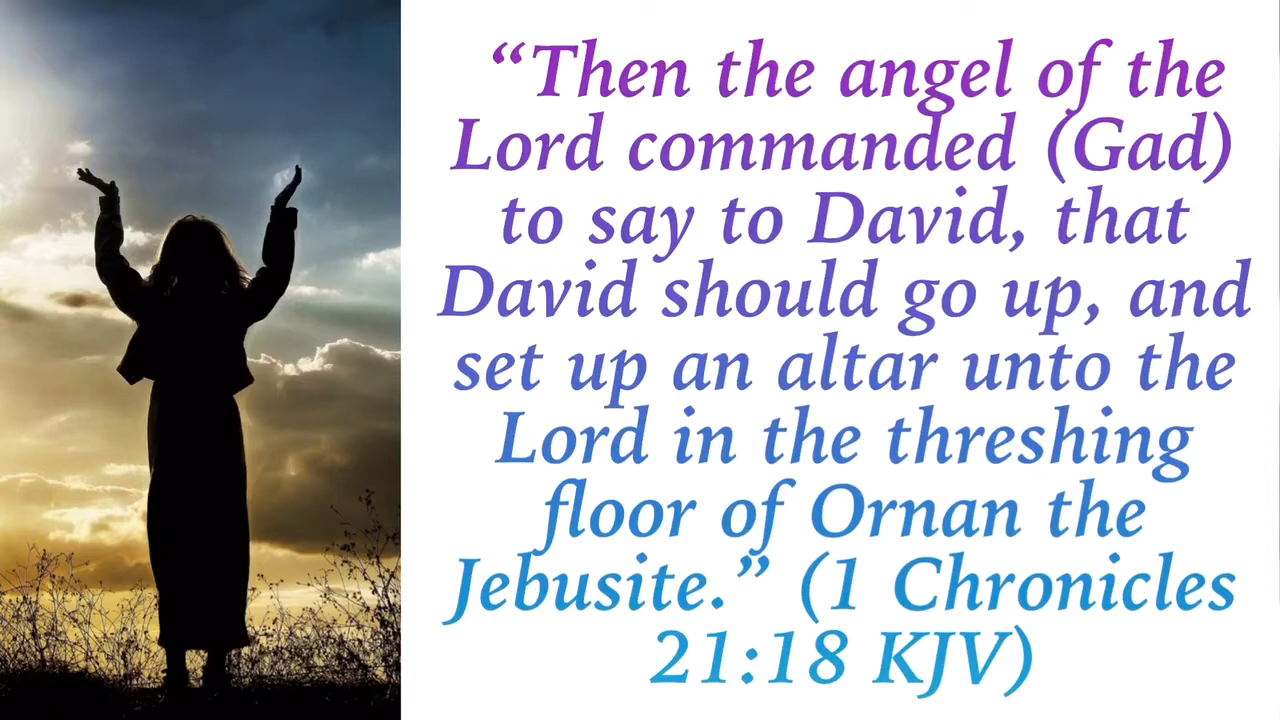 “Then the angel of the
Lord commanded (Gad)
to say to David, that
David should go up, and
set up an altar unto the
Lord in the threshing
floor of Ornan the
Jebusite.” (1 Chronicles
21:18 KJV)